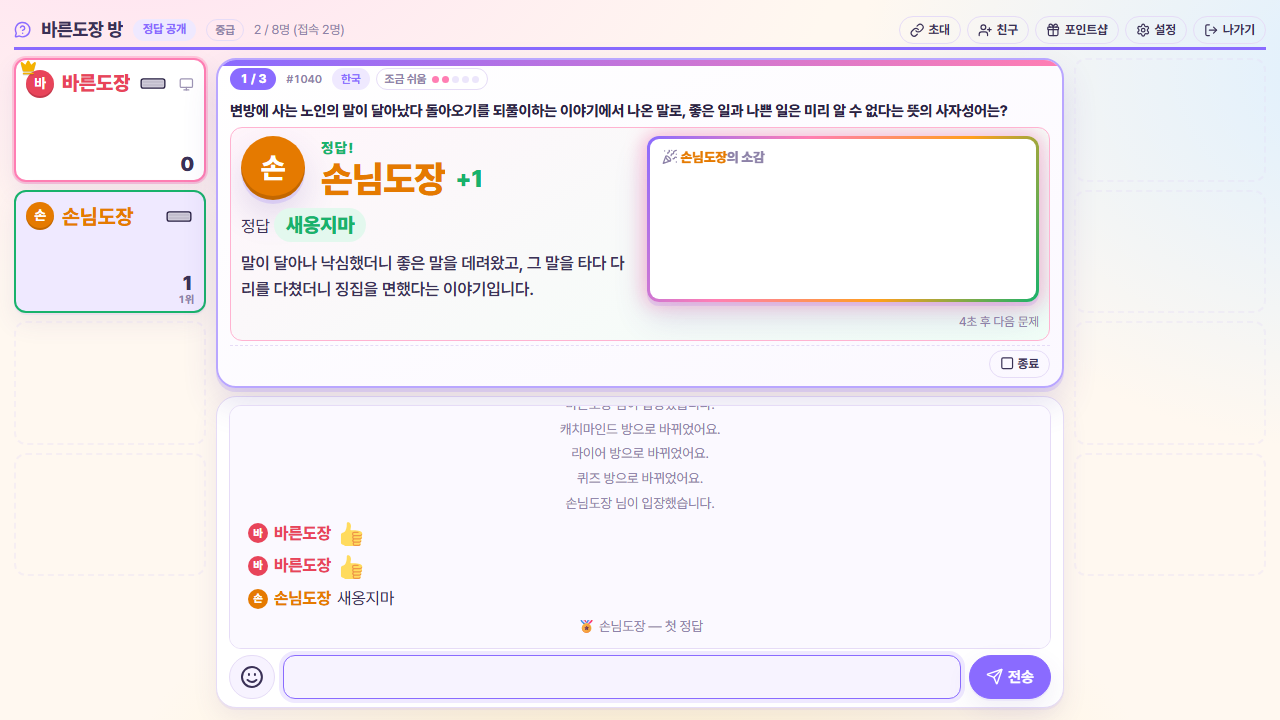 바른도장 방
정답 공개
중급
2 / 8명 (접속 2명)
초대
친구
포인트샵
설정
나가기
바
바른도장
0
손
손님도장
1
1위
1 / 3
#1040
한국
조금 쉬움
변방에 사는 노인의 말이 달아났다 돌아오기를 되풀이하는 이야기에서 나온 말로, 좋은 일과 나쁜 일은 미리 알 수 없다는 뜻의 사자성어는?
손
정답!
손님도장 +1
정답 새옹지마
말이 달아나 낙심했더니 좋은 말을 데려왔고, 그 말을 타다 다
리를 다쳤더니 징집을 면했다는 이야기입니다.
손님도장의 소감
4초 후 다음 문제
종료
바른도장 님이 입장했습니다.
캐치마인드 방으로 바뀌었어요.
라이어 방으로 바뀌었어요.
퀴즈 방으로 바뀌었어요.
손님도장 님이 입장했습니다.
바 바른도장
바 바른도장
손 손님도장 새옹지마
손님도장 — 첫 정답
전송